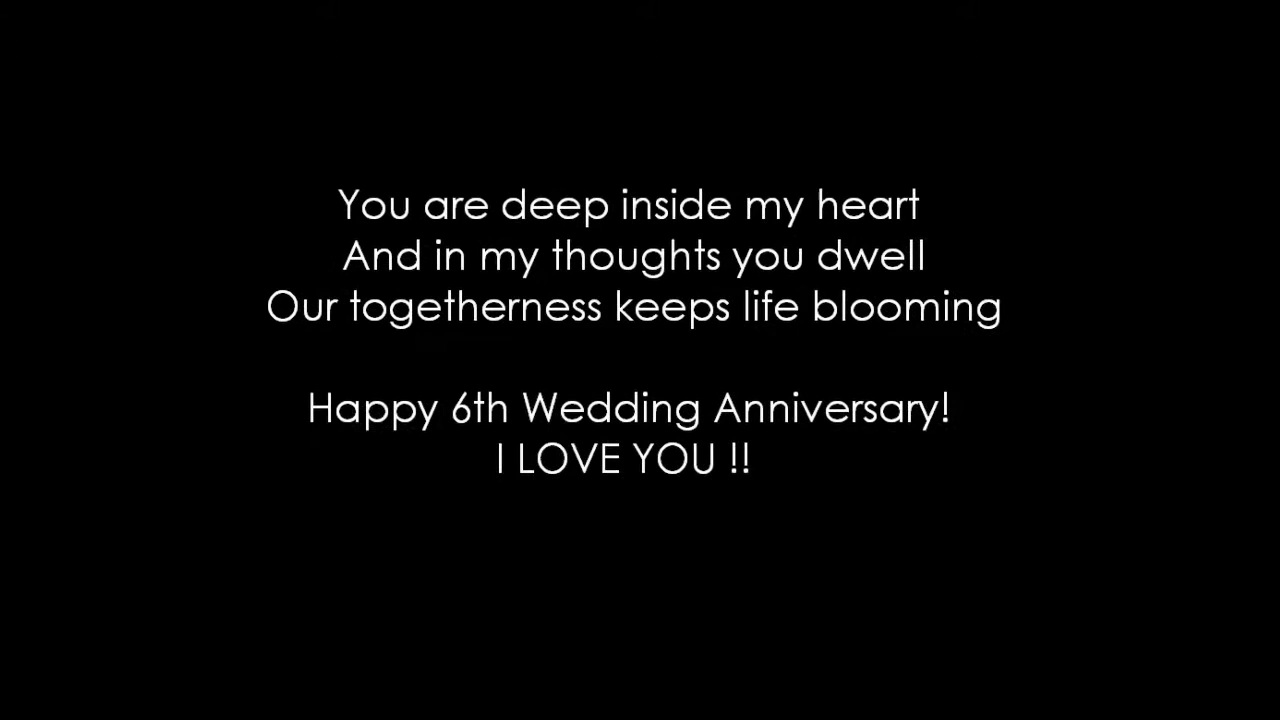 You are deep inside my heart
And in my thoughts you dwell
Our togetherness keeps life blooming
Happy 6th Wedding Anniversary!
I LOVE YOU !!